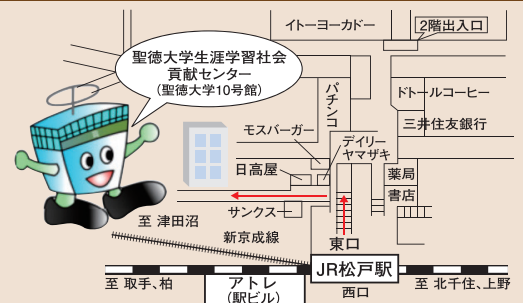 イトーヨーカドー
2階出入口
聖徳大学生涯学習社会
貢献センター
(聖徳大学10号館)
パチンコ
ドトールコーヒー
三井住友銀行
モスバーガー
デイリー
ヤマザキ
日高屋
薬局
書店
サンクス
至 津田沼
新京成線
東口
JR松戸駅
至 取手、柏
アトレ
(駅ビル)
西口
至 北千住、上野